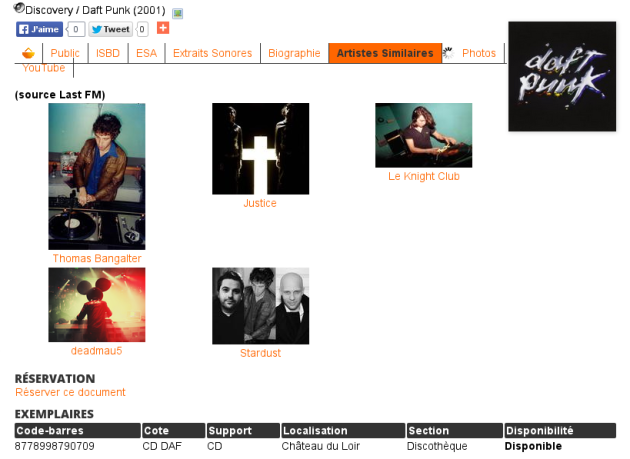 Discovery / Daft Punk (2001)
J'aime 0 Tweet 0
Public ISBD ESA Extraits Sonores Biographie Artistes Similaires Photos
YouTube
daft
punk
(source Last FM)
Thomas Bangalter
Justice
Le Knight Club
deadmau5
Stardust
RÉSERVATION
Réserver ce document
EXEMPLAIRES
Code-barres Cote Support Localisation Section Disponibilité
8778998790709 CD DAF CD Château du Loir Discothèque Disponible